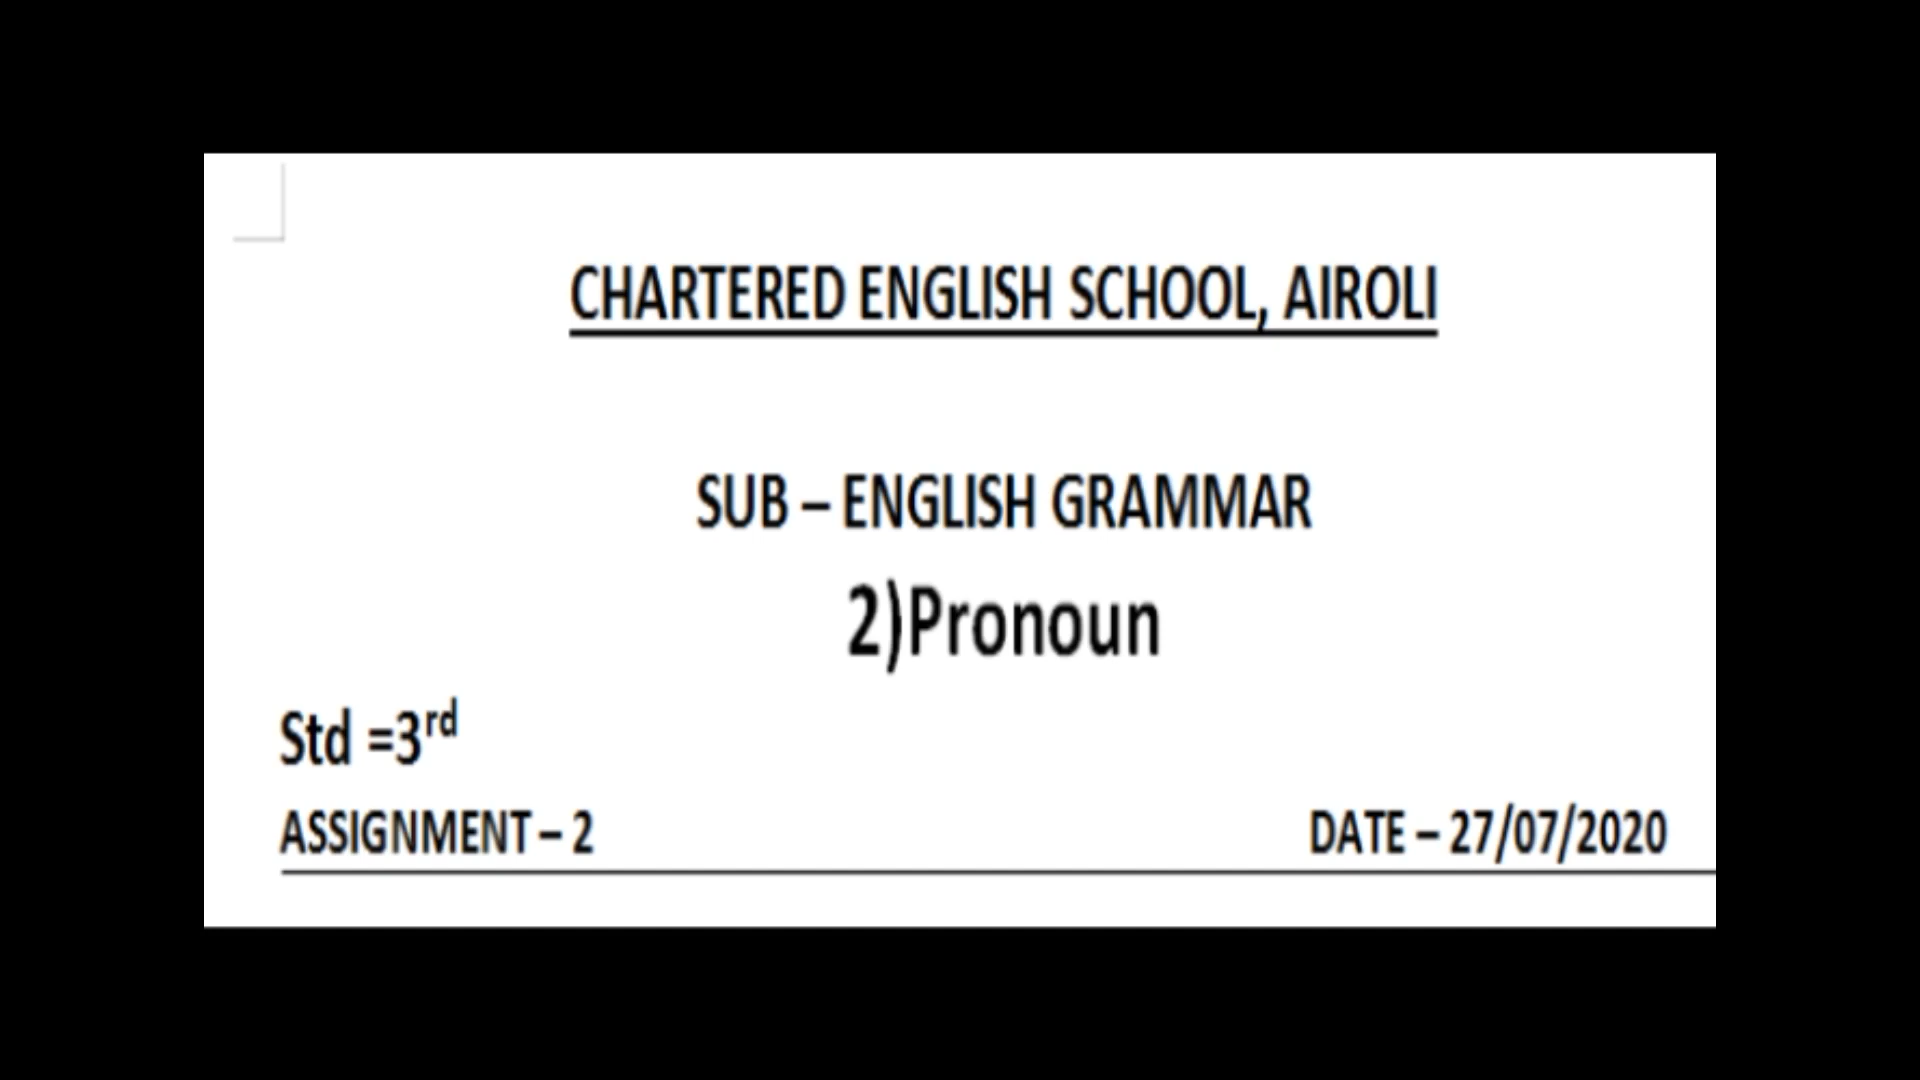 CHARTERED ENGLISH SCHOOL, AIROLI
SUB – ENGLISH GRAMMAR
2)Pronoun
Std =3rd
ASSIGNMENT – 2 DATE – 27/07/2020